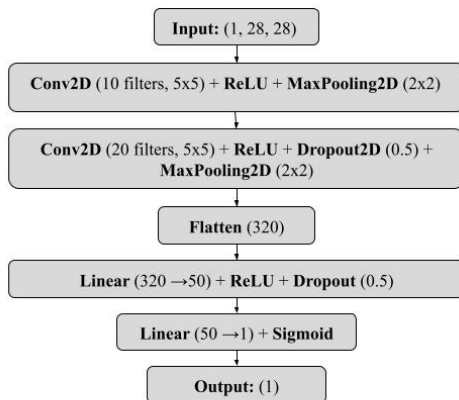 Input: (1, 28, 28)
Conv2D (10 filters, 5x5) + ReLU + MaxPooling2D (2x2)
Conv2D (20 filters, 5x5) + ReLU + Dropout2D (0.5) +
MaxPooling2D (2x2)
Flatten (320)
Linear (320 →50) + ReLU + Dropout (0.5)
Linear (50 →1) + Sigmoid
Output: (1)